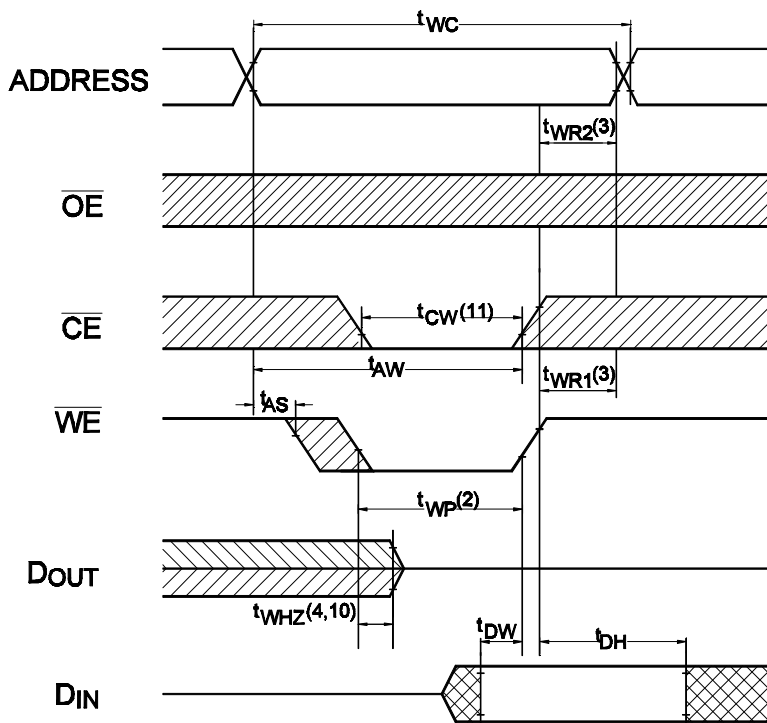 tWC
ADDRESS
tWR2(3)
OE
tCW(11)
CE
tAW
tWR1(3)
tAS
WE
tWP(2)
DOUT
tWHZ(4,10)
tDW
tDH
DIN